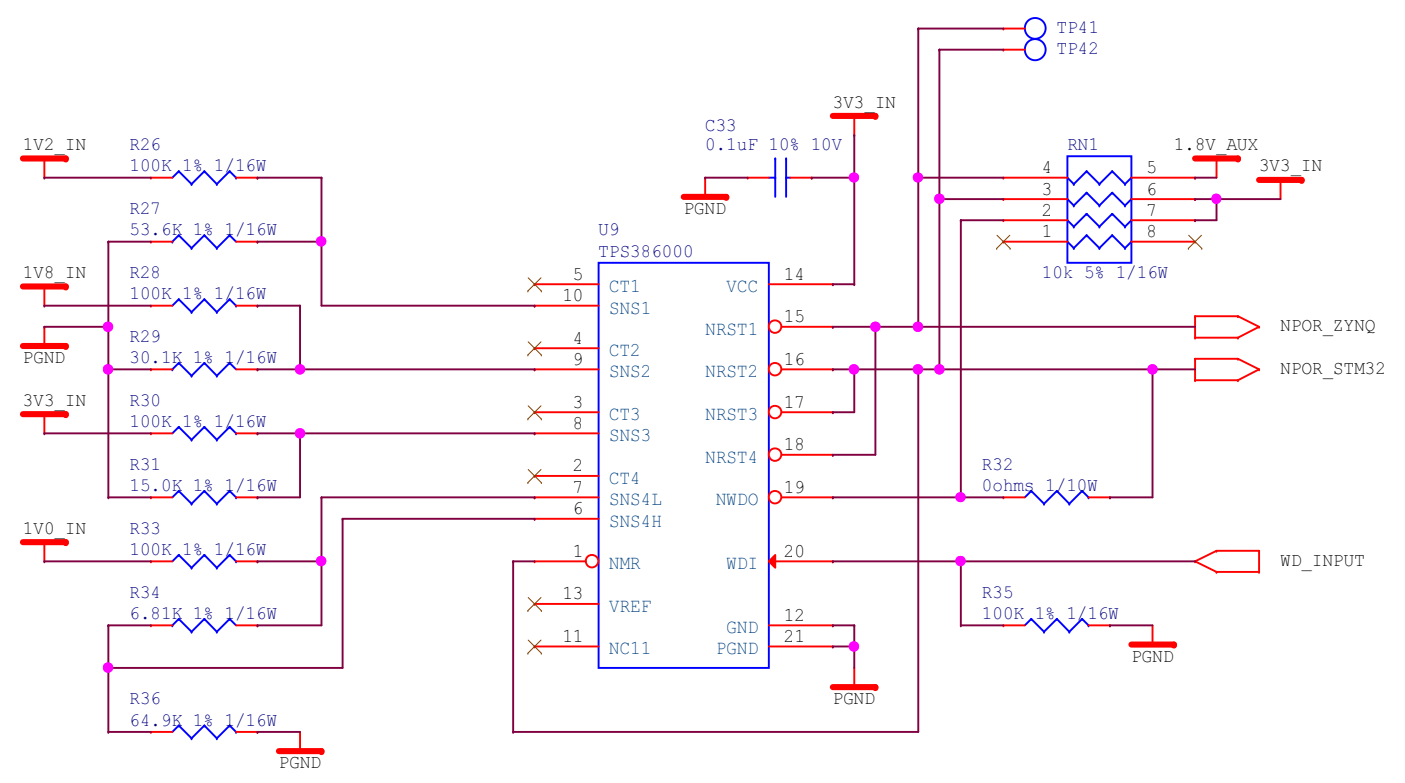 TP41
TP42
3V3_IN
C33
0.1uF 10% 10V
PGND
1V2_IN
R26
100K 1% 1/16W
R27
53.6K 1% 1/16W
1V8_IN
R28
100K 1% 1/16W
PGND
R29
30.1K 1% 1/16W
3V3_IN
R30
100K 1% 1/16W
R31
15.0K 1% 1/16W
1V0_IN
R33
100K 1% 1/16W
R34
6.81K 1% 1/16W
R36
64.9K 1% 1/16W
PGND
U9
TPS386000
5 CT1
10 SNS1
4 CT2
9 SNS2
3 CT3
8 SNS3
2 CT4
7 SNS4L
6 SNS4H
1 NMR
13 VREF
11 NC11
VCC 14
NRST1 15
NRST2 16
NRST3 17
NRST4 18
NWDO 19
WDI 20
GND 12
PGND 21
PGND
RN1
1.8V_AUX
3V3_IN
4 5
3 6
2 7
1 8
10k 5% 1/16W
NPOR_ZYNQ
NPOR_STM32
R32
0ohms 1/10W
WD_INPUT
R35
100K 1% 1/16W
PGND